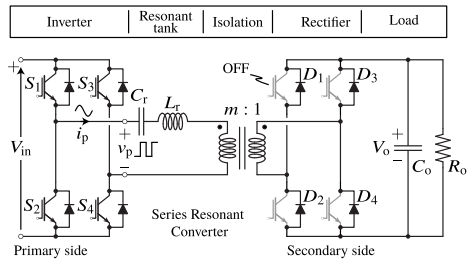 Inverter
Resonant tank
Isolation
Rectifier
Load
OFF
+
S1
S3
Cr
Lr
m : 1
D1
D3
ip
Vin
+
vp
−
+
Vo
−
Co
Ro
S2
S4
D2
D4
Series Resonant
Converter
Primary side
Secondary side